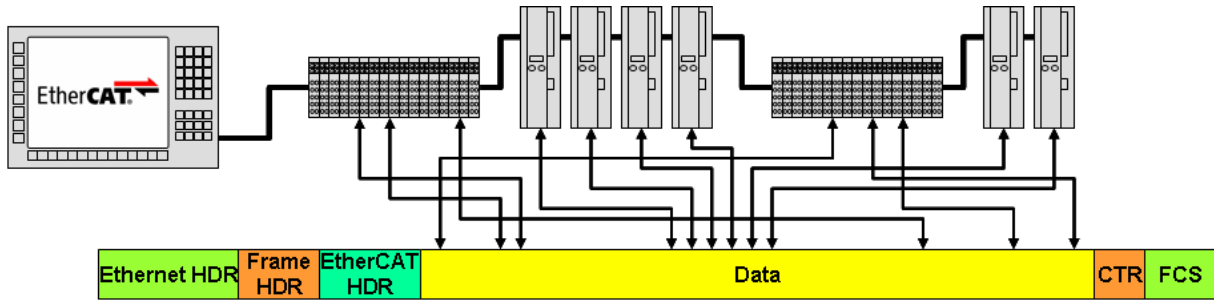 EtherCAT.
Ethernet HDR
Frame
HDR
EtherCAT
HDR
Data
CTR
FCS